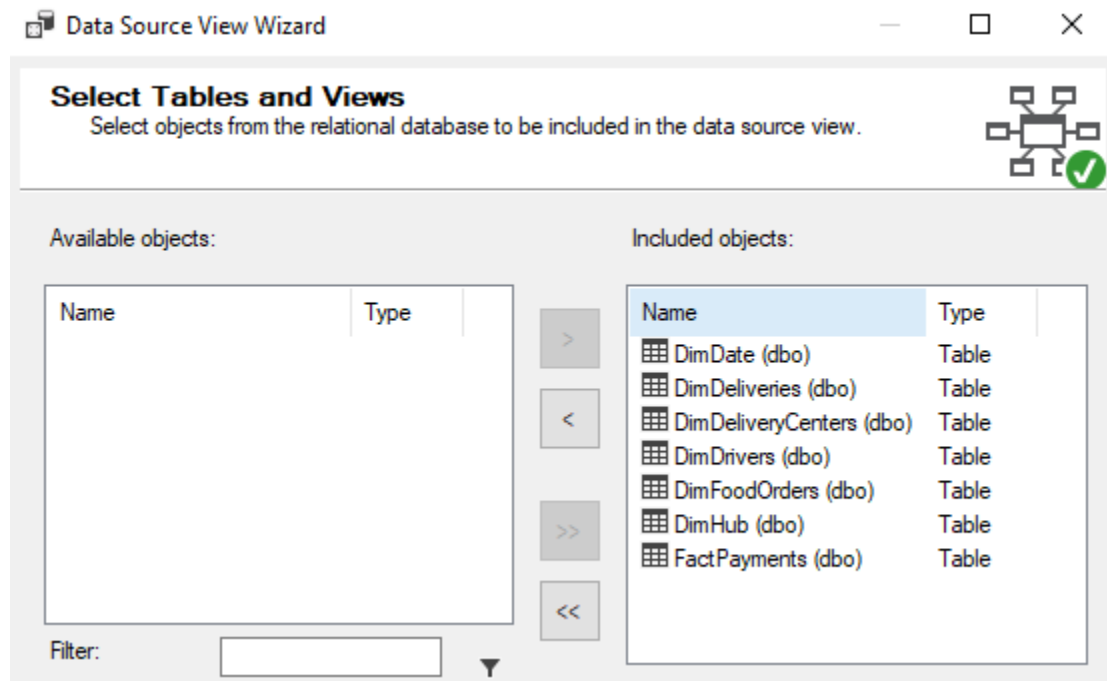 Data Source View Wizard
Select Tables and Views
Select objects from the relational database to be included in the data source view.
Available objects:
Included objects:
Name Type
Name Type
>
<
>>
<<
DimDate (dbo) Table
DimDeliveries (dbo) Table
DimDeliveryCenters (dbo) Table
DimDrivers (dbo) Table
DimFoodOrders (dbo) Table
DimHub (dbo) Table
FactPayments (dbo) Table
Filter: